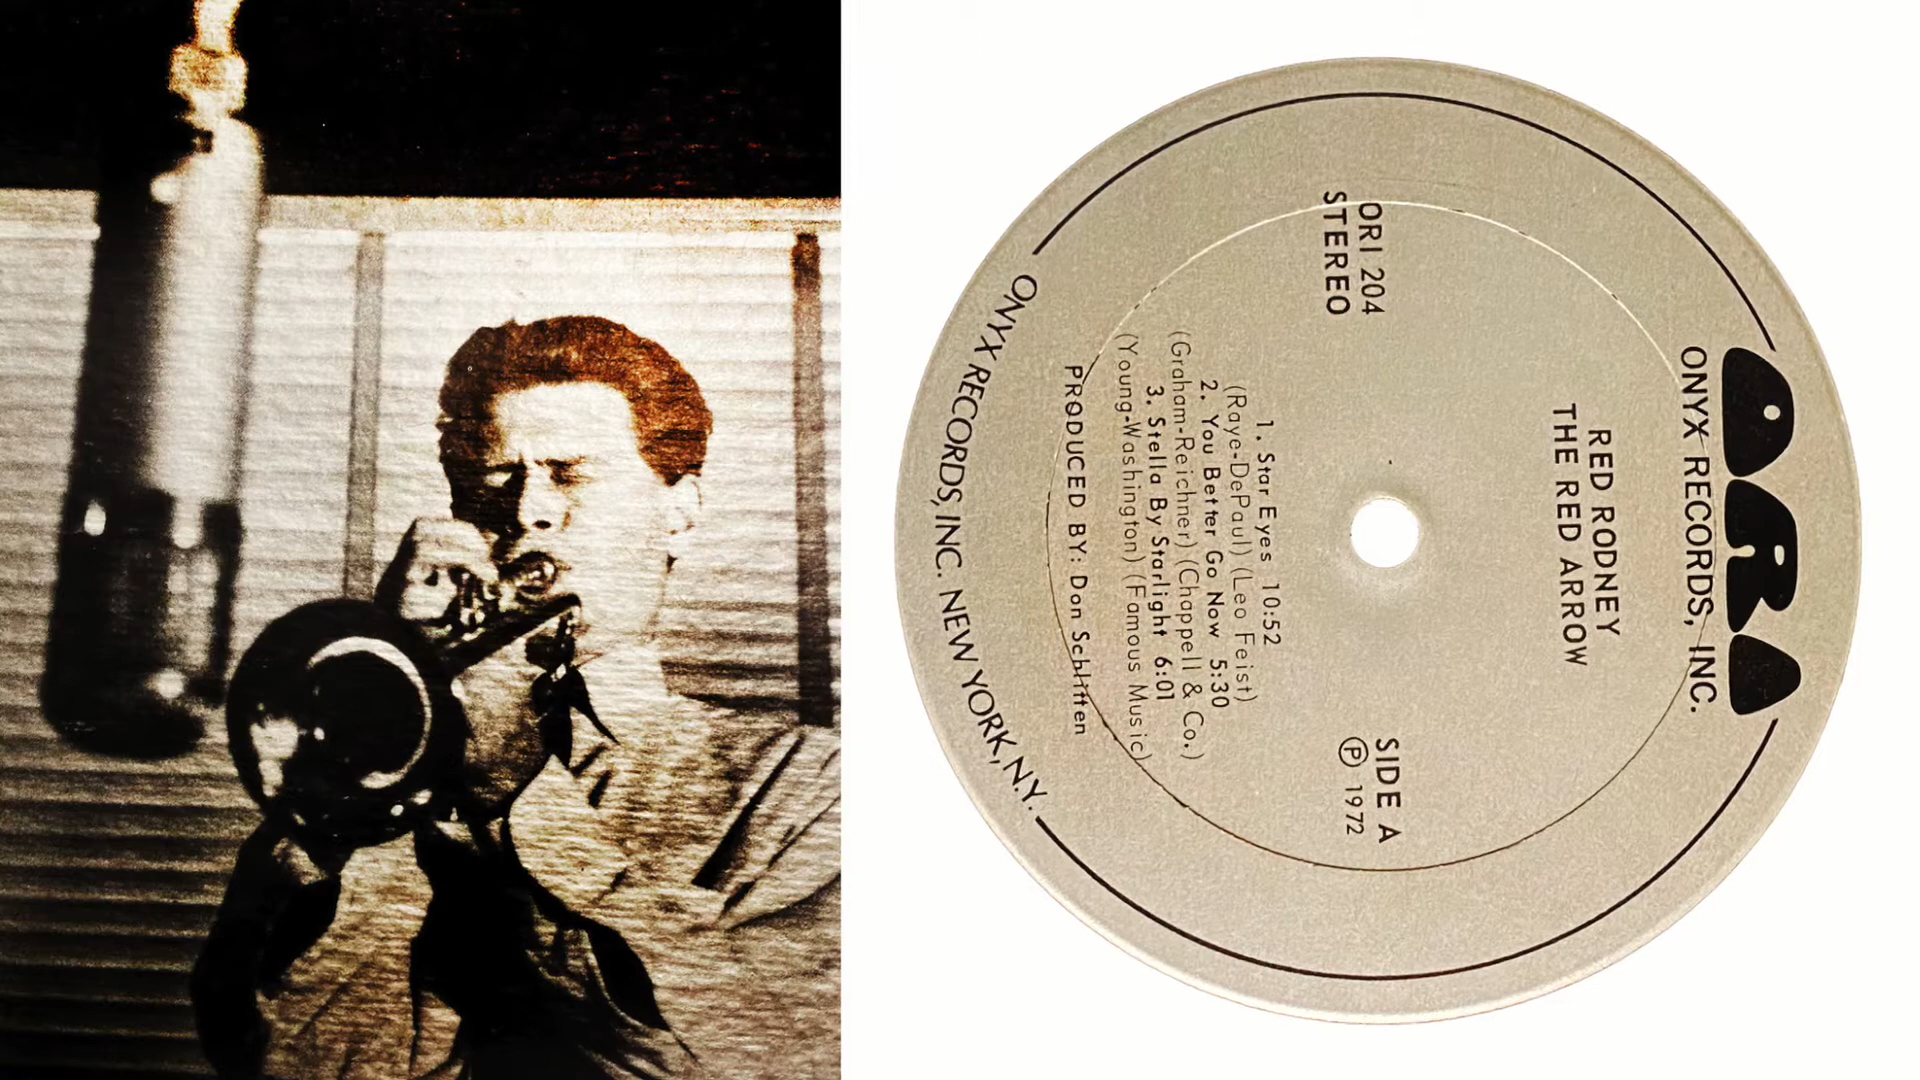 ORI
ONYX RECORDS, INC.
RED RODNEY
THE RED ARROW
ORI 204
STEREO
SIDE A
Ⓟ 1972
1. Star Eyes 10:52
(Raye-DePaul) (Leo Feist)
2. You Better Go Now 5:30
(Graham-Reichner) (Chappell & Co.)
3. Stella By Starlight 6:01
(Young-Washington) (Famous Music)
PRODUCED BY: Don Schlitten
ONYX RECORDS, INC. NEW YORK, N.Y.